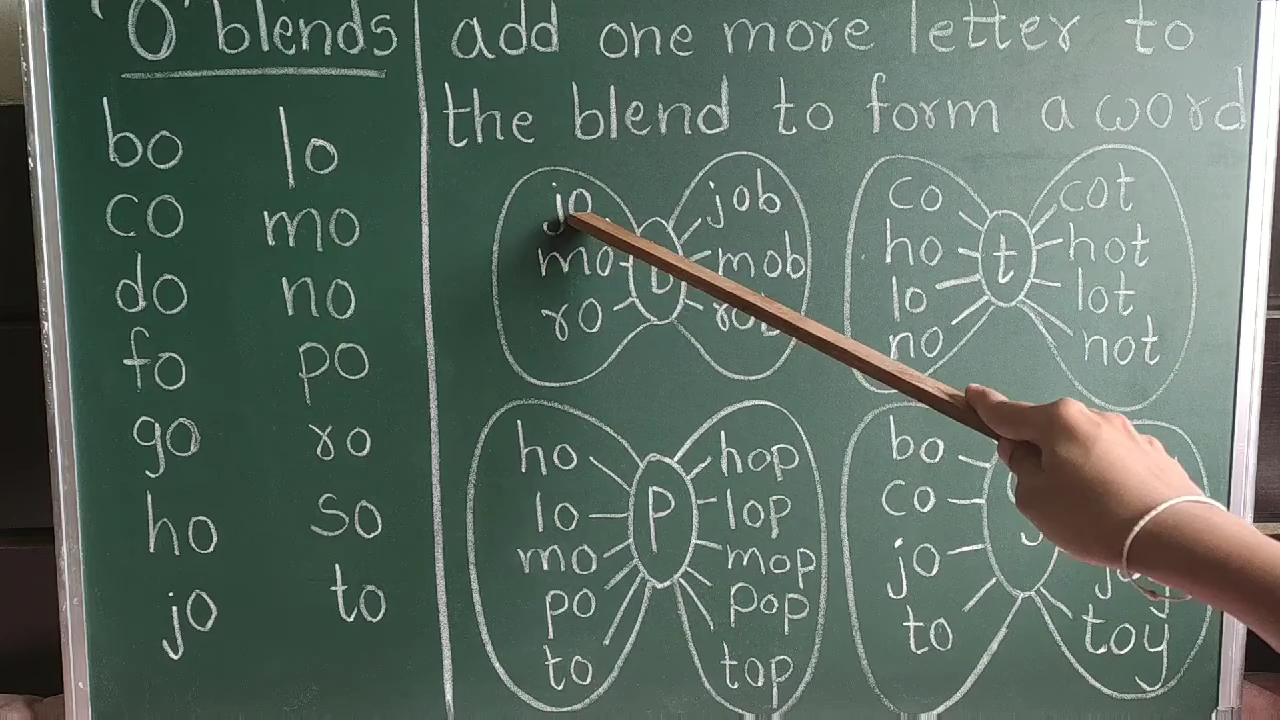 'O' blends
bo lo
co mo
do no
fo po
go ro
ho so
jo to
add one more letter to
the blend to form a word
jo job
mo mob
ro rob
co t cot
ho hot
lo lot
no not
ho p hop
lo lop
mo mop
po pop
to top
bo
co
jo
to toy